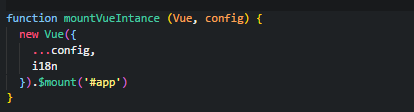 function mountVueIntance (Vue, config) {
  new Vue({
    ...config,
    i18n
  }).$mount('#app')
}